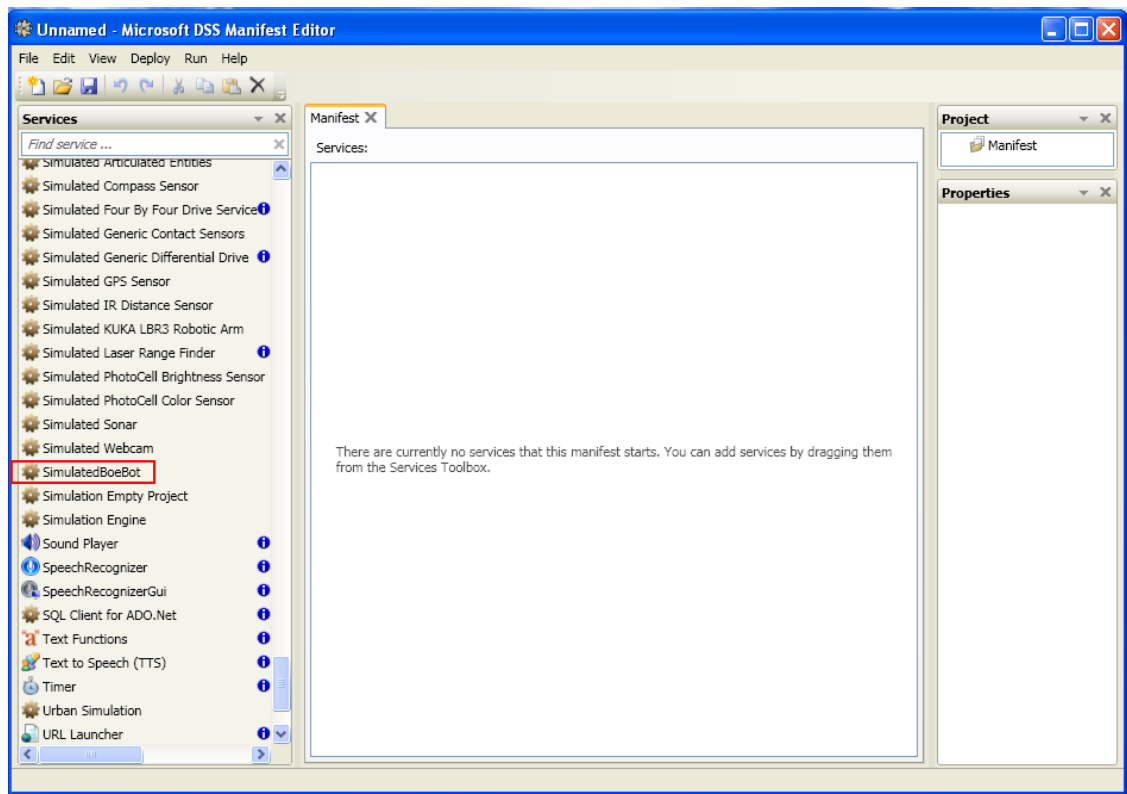 Unnamed - Microsoft DSS Manifest Editor
File Edit View Deploy Run Help
Services
Find service ...
Simulated Articulated Entities
Simulated Compass Sensor
Simulated Four By Four Drive Service
Simulated Generic Contact Sensors
Simulated Generic Differential Drive
Simulated GPS Sensor
Simulated IR Distance Sensor
Simulated KUKA LBR3 Robotic Arm
Simulated Laser Range Finder
Simulated PhotoCell Brightness Sensor
Simulated PhotoCell Color Sensor
Simulated Sonar
Simulated Webcam
SimulatedBoeBot
Simulation Empty Project
Simulation Engine
Sound Player
SpeechRecognizer
SpeechRecognizerGui
SQL Client for ADO.Net
Text Functions
Text to Speech (TTS)
Timer
Urban Simulation
URL Launcher
Manifest
Services:
There are currently no services that this manifest starts. You can add services by dragging them
from the Services Toolbox.
Project
Manifest
Properties